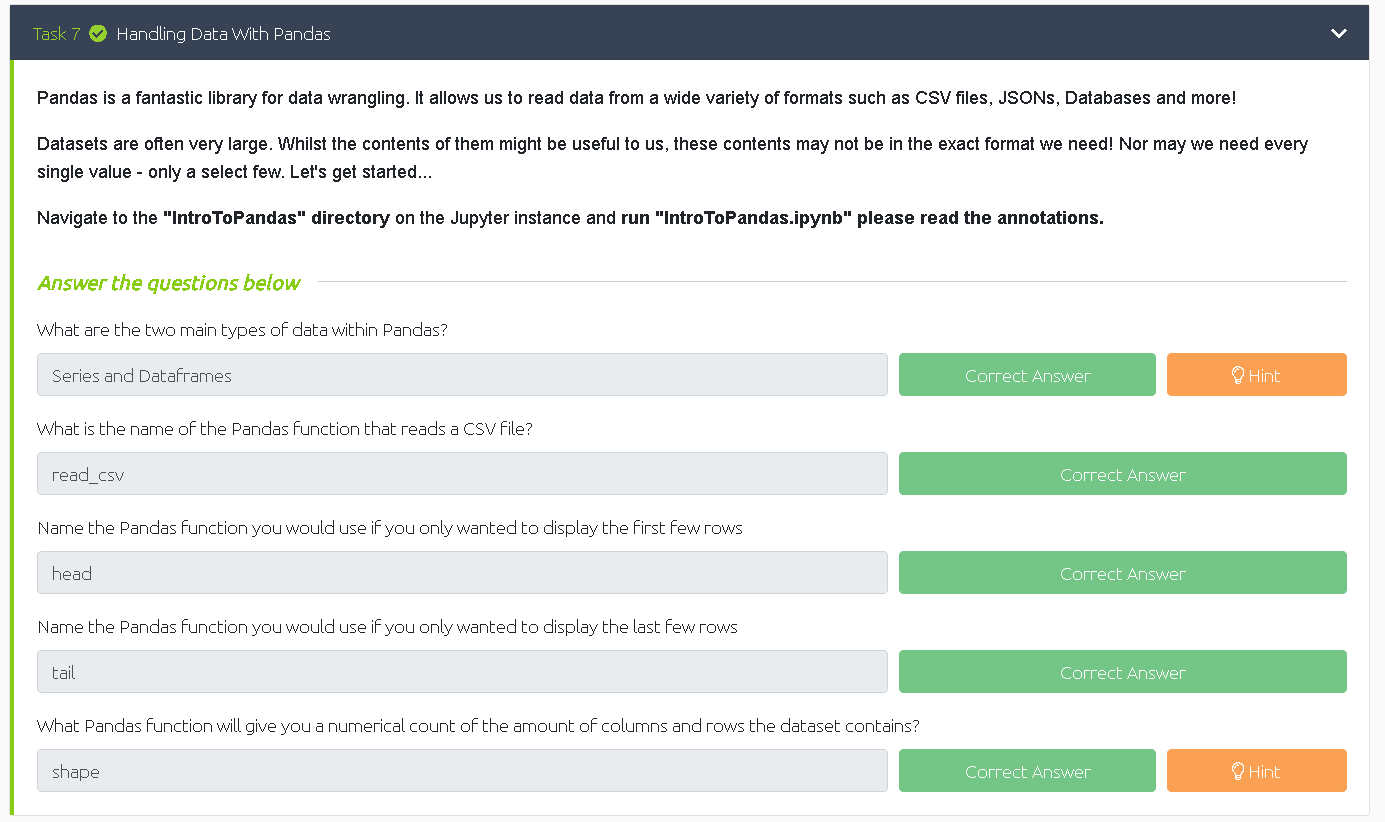 Task 7 Handling Data With Pandas
Pandas is a fantastic library for data wrangling. It allows us to read data from a wide variety of formats such as CSV files, JSONs, Databases and more!
Datasets are often very large. Whilst the contents of them might be useful to us, these contents may not be in the exact format we need! Nor may we need every
single value - only a select few. Let's get started...
Navigate to the "IntroToPandas" directory on the Jupyter instance and run "IntroToPandas.ipynb" please read the annotations.
Answer the questions below
What are the two main types of data within Pandas?
Series and Dataframes Correct Answer Hint
What is the name of the Pandas function that reads a CSV file?
read_csv Correct Answer
Name the Pandas function you would use if you only wanted to display the first few rows
head Correct Answer
Name the Pandas function you would use if you only wanted to display the last few rows
tail Correct Answer
What Pandas function will give you a numerical count of the amount of columns and rows the dataset contains?
shape Correct Answer Hint